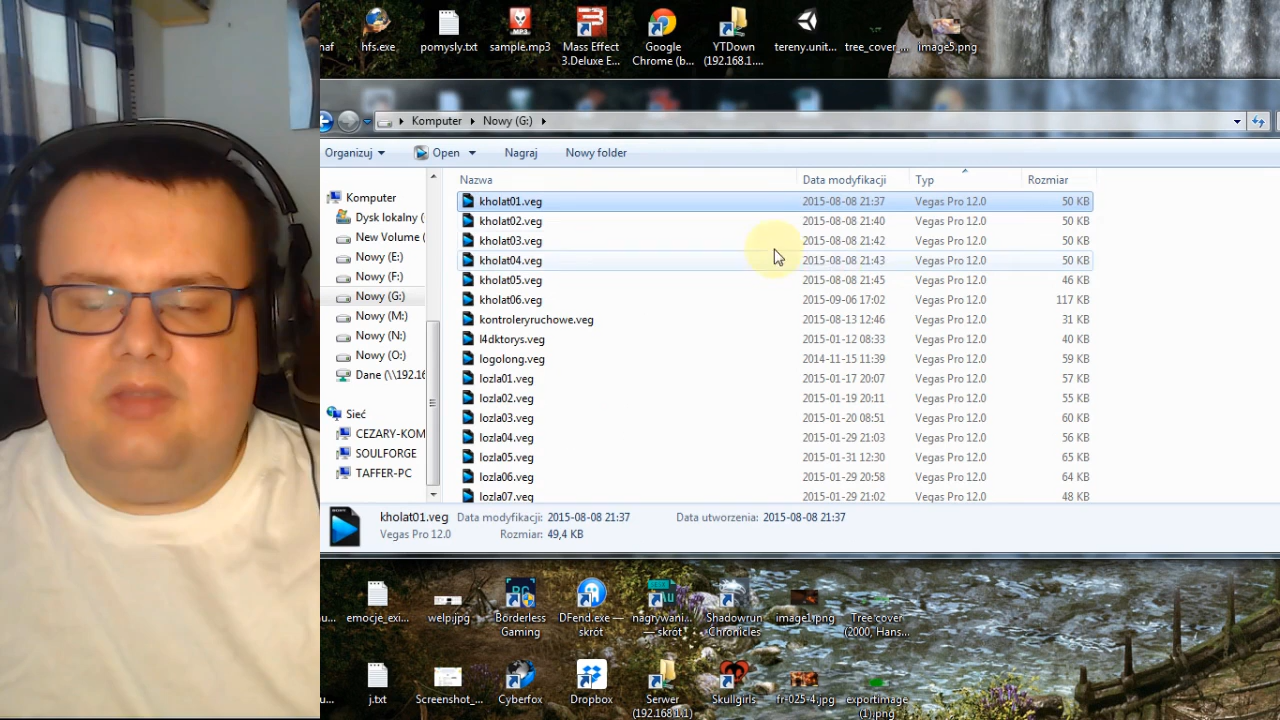 naf
hfs.exe
pomysly.txt
sample.mp3
Mass Effect
3.Deluxe E...
Google
Chrome (b...
YTDown
(192.168.1....
tereny.unit...
tree_cover_...
image5.png
Komputer
Nowy (G:)
Organizuj
Open
Nagraj
Nowy folder
Nazwa
Data modyfikacji
Typ
Rozmiar
Komputer
Dysk lokalny (
New Volume (
Nowy (E:)
Nowy (F:)
Nowy (G:)
Nowy (M:)
Nowy (N:)
Nowy (O:)
Dane (\\192.16
Sieć
CEZARY-KOM
SOULFORGE
TAFFER-PC
kholat01.veg 2015-08-08 21:37 Vegas Pro 12.0 50 KB
kholat02.veg 2015-08-08 21:40 Vegas Pro 12.0 50 KB
kholat03.veg 2015-08-08 21:42 Vegas Pro 12.0 50 KB
kholat04.veg 2015-08-08 21:43 Vegas Pro 12.0 50 KB
kholat05.veg 2015-08-08 21:45 Vegas Pro 12.0 46 KB
kholat06.veg 2015-09-06 17:02 Vegas Pro 12.0 117 KB
kontroleryruchowe.veg 2015-08-13 12:46 Vegas Pro 12.0 31 KB
l4dktorys.veg 2015-01-12 08:33 Vegas Pro 12.0 40 KB
logolong.veg 2014-11-15 11:39 Vegas Pro 12.0 59 KB
lozla01.veg 2015-01-17 20:07 Vegas Pro 12.0 57 KB
lozla02.veg 2015-01-19 20:11 Vegas Pro 12.0 55 KB
lozla03.veg 2015-01-20 08:51 Vegas Pro 12.0 60 KB
lozla04.veg 2015-01-29 21:03 Vegas Pro 12.0 56 KB
lozla05.veg 2015-01-31 12:30 Vegas Pro 12.0 65 KB
lozla06.veg 2015-01-29 20:58 Vegas Pro 12.0 64 KB
lozla07.veg 2015-01-29 21:02 Vegas Pro 12.0 48 KB
kholat01.veg Data modyfikacji: 2015-08-08 21:37 Data utworzenia: 2015-08-08 21:37
Vegas Pro 12.0 Rozmiar: 49,4 KB
u...
emocje_exi...
welp.jpg
Borderless
Gaming
DFend.exe —
skrót
nagrywani...
— skrót
Shadowrun
Chronicles
image1.png
Tree cover
(2000, Hans...
u...
j.txt
Screenshot_...
Cyberfox
Dropbox
Serwer
(192.168.1.1)
Skullgirls
fr-025-4.jpg
exportimage
(1).png